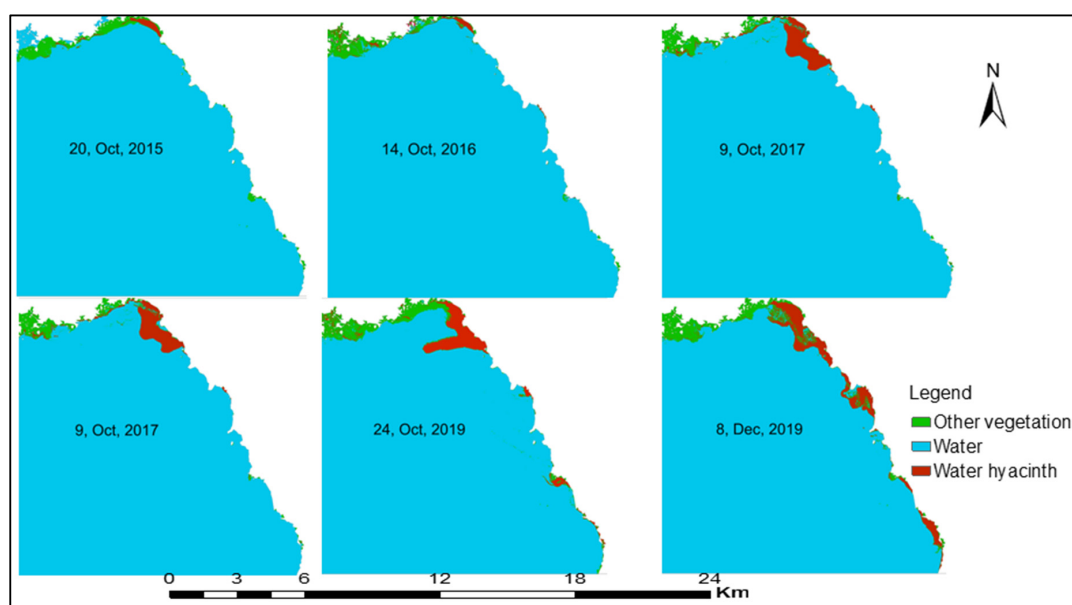 20, Oct, 2015
14, Oct, 2016
9, Oct, 2017
N
9, Oct, 2017
24, Oct, 2019
8, Dec, 2019
Legend
Other vegetation
Water
Water hyacinth
0 3 6 12 18 24
Km